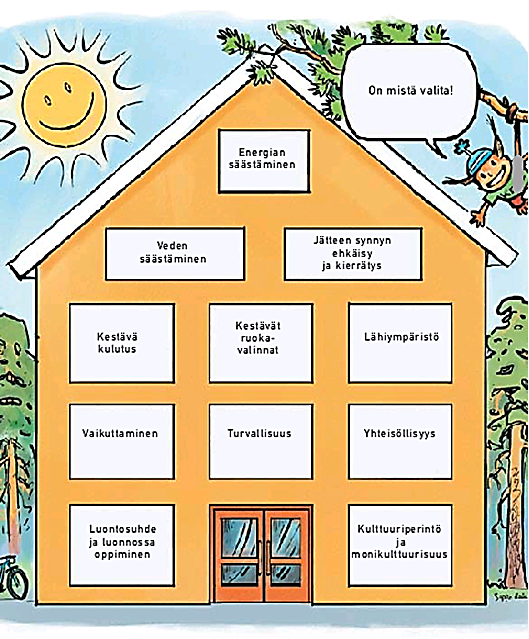 On mistä valita!
Energian
säästäminen
Veden
säästäminen
Jätteen synnyn
ehkäisy
ja kierrätys
Kestävä
kulutus
Kestävät
ruoka-
valinnat
Lähiympäristö
Vaikuttaminen
Turvallisuus
Yhteisöllisyys
Luontosuhde
ja luonnossa
oppiminen
Kulttuuriperintö
ja
monikulttuurisuus